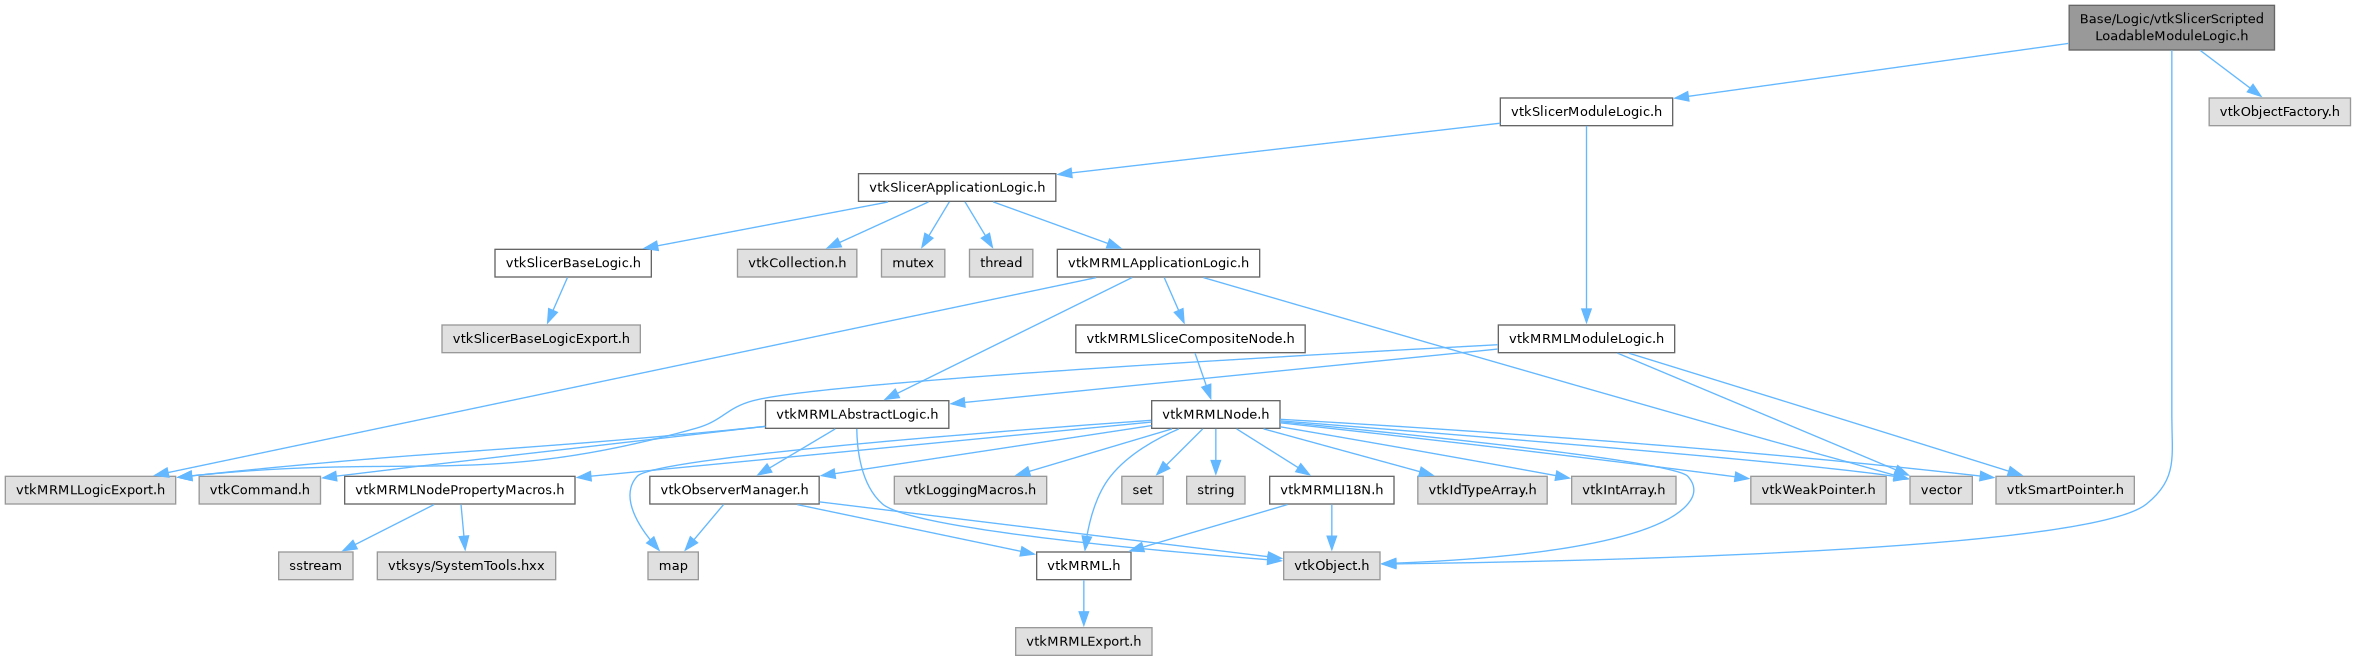 Base/Logic/vtkSlicerScripted
LoadableModuleLogic.h
vtkSlicerModuleLogic.h
vtkObjectFactory.h
vtkSlicerApplicationLogic.h
vtkSlicerBaseLogic.h
vtkCollection.h
mutex
thread
vtkMRMLApplicationLogic.h
vtkSlicerBaseLogicExport.h
vtkMRMLSliceCompositeNode.h
vtkMRMLModuleLogic.h
vtkMRMLAbstractLogic.h
vtkMRMLNode.h
vtkMRMLLogicExport.h
vtkCommand.h
vtkMRMLNodePropertyMacros.h
vtkObserverManager.h
vtkLoggingMacros.h
set
string
vtkMRMLI18N.h
vtkIdTypeArray.h
vtkIntArray.h
vtkWeakPointer.h
vector
vtkSmartPointer.h
sstream
vtksys/SystemTools.hxx
map
vtkMRML.h
vtkObject.h
vtkMRMLExport.h